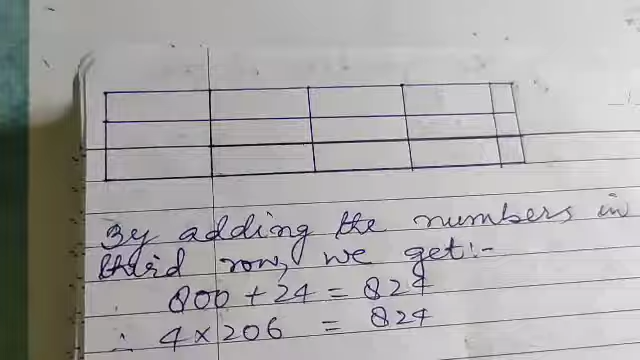 By adding the numbers in
third row, we get:-
800 + 24 = 824
∴ 4 × 206 = 824